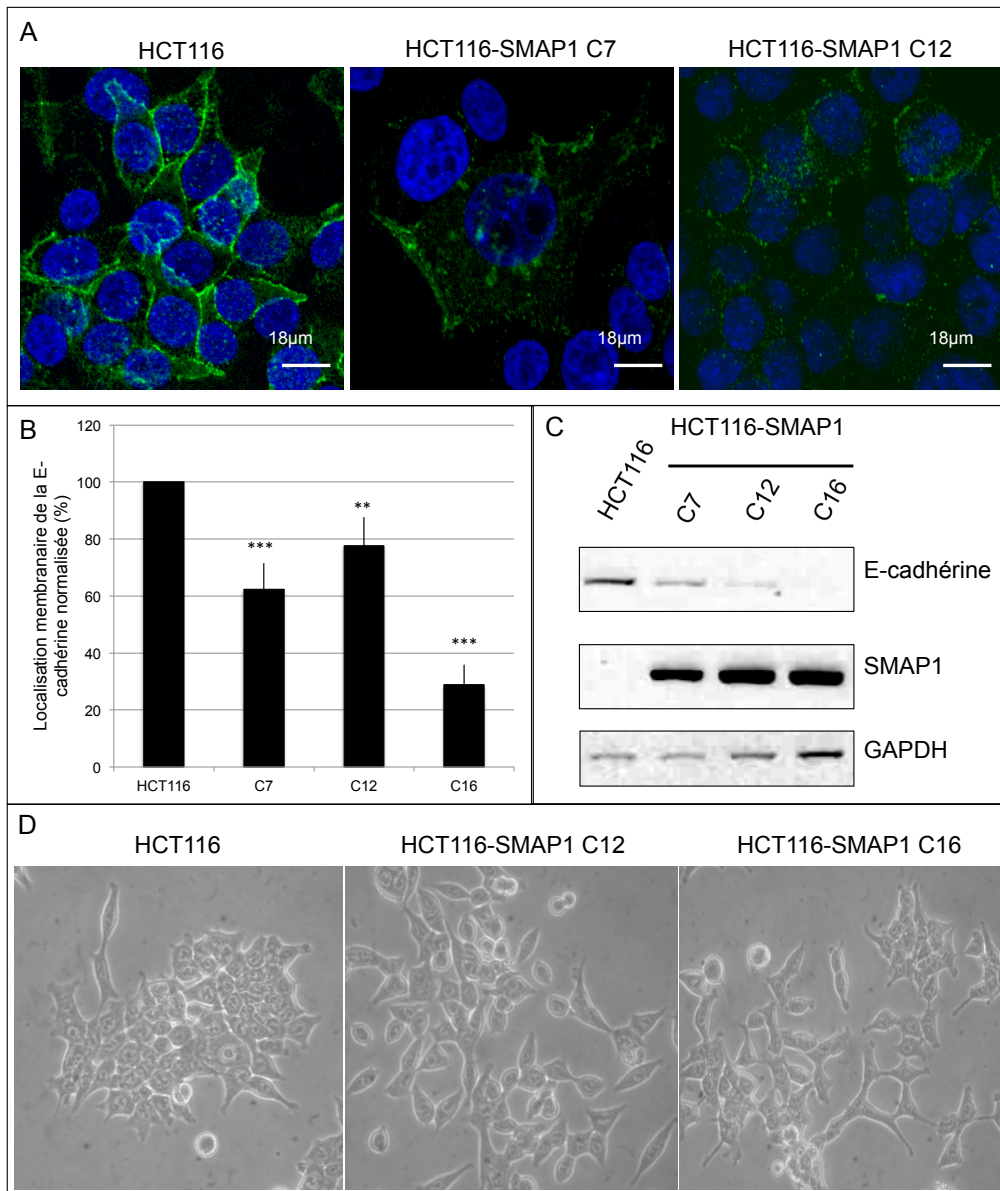 A
HCT116
HCT116-SMAP1 C7
HCT116-SMAP1 C12
18µm
18µm
18µm
B
Localisation membranaire de la E-
cadhérine normalisée (%)
120
100
80
60
40
20
0
***
**
***
HCT116
C7
C12
C16
C
HCT116-SMAP1
HCT116
C7
C12
C16
E-cadhérine
SMAP1
GAPDH
D
HCT116
HCT116-SMAP1 C12
HCT116-SMAP1 C16